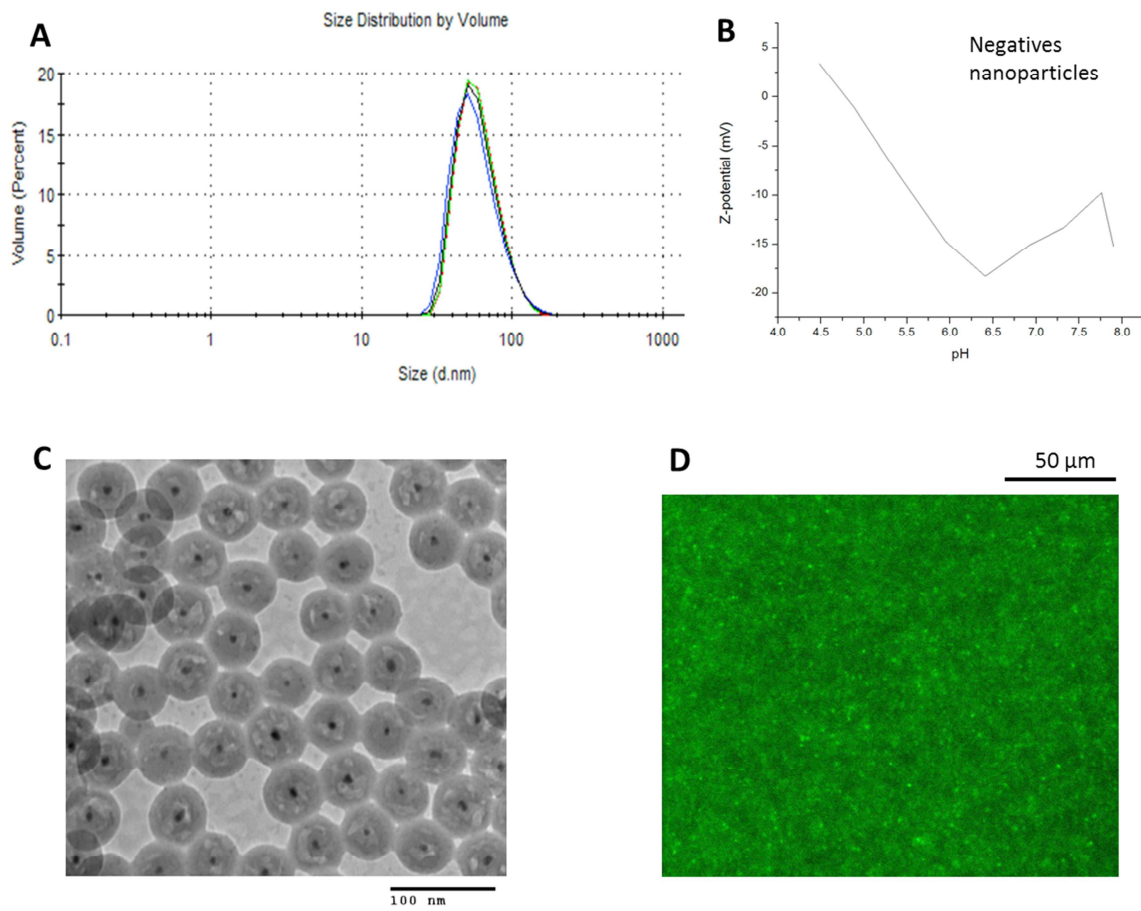 A
Size Distribution by Volume
Volume (Percent)
20
15
10
5
0
0.1 1 10 100 1000
Size (d.nm)
B
Negatives
nanoparticles
Z-potential (mV)
5
0
-5
-10
-15
-20
4.0 4.5 5.0 5.5 6.0 6.5 7.0 7.5 8.0
pH
C
100 nm
D
50 µm